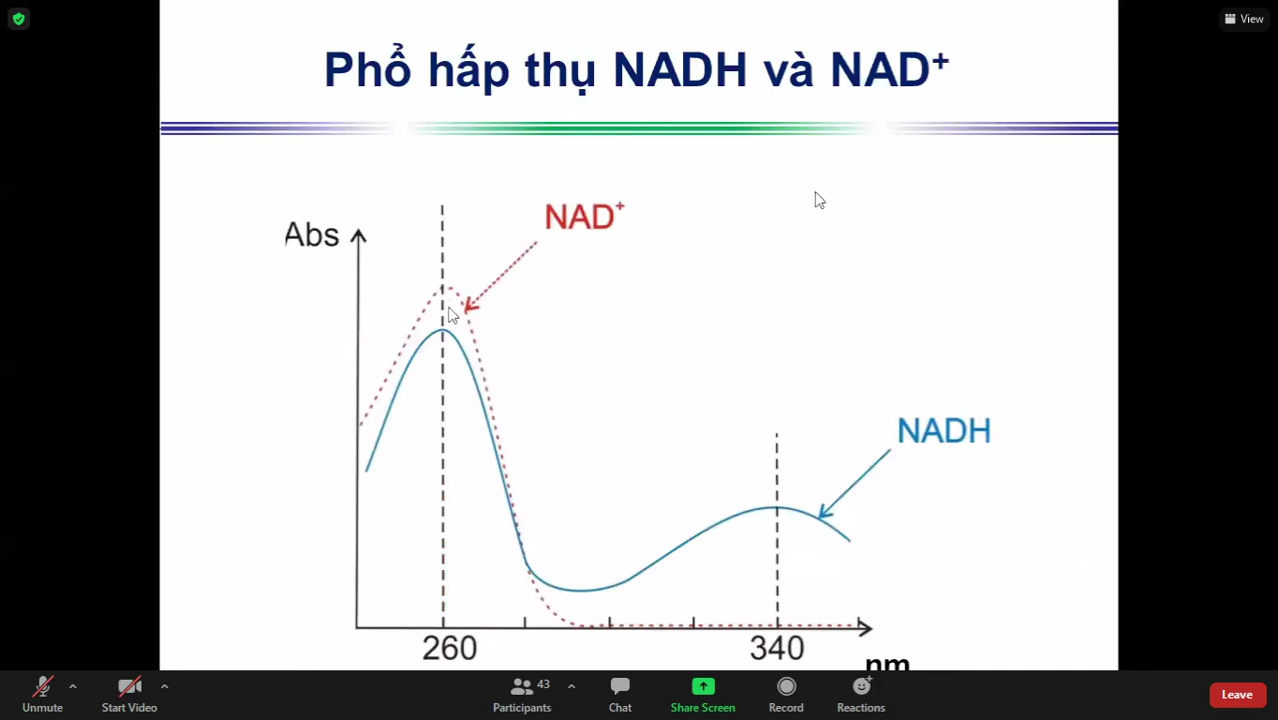 View
Phổ hấp thụ NADH và NAD⁺
NAD⁺
Abs
NADH
260
340
nm
43
Unmute
Start Video
Participants
Chat
Share Screen
Record
Reactions
Leave